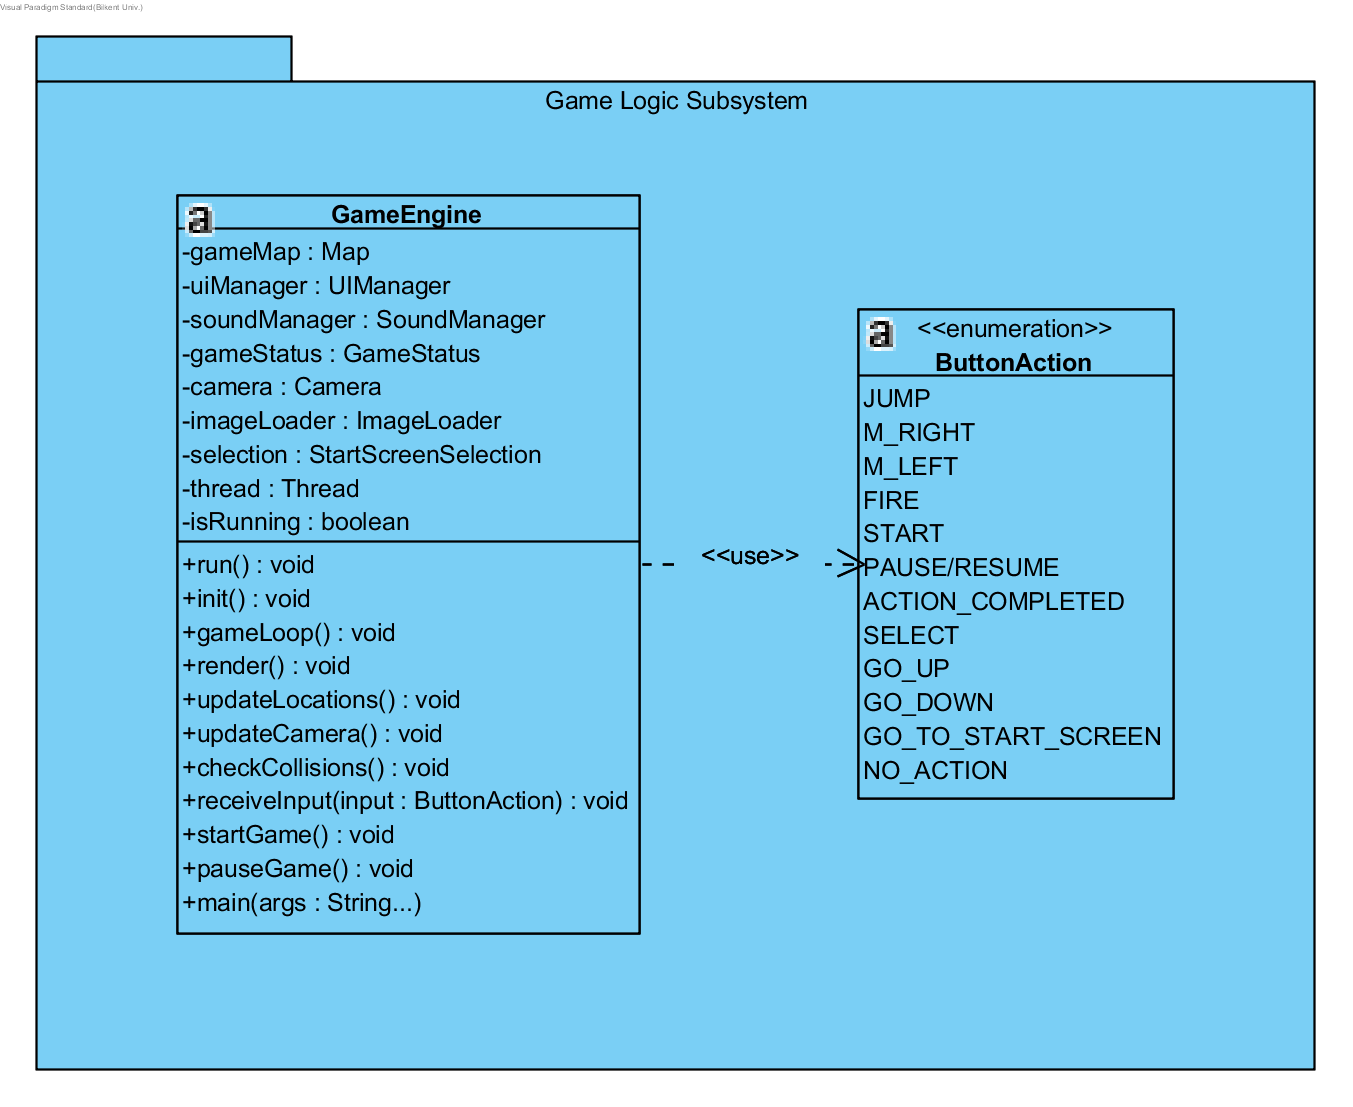 Visual Paradigm Standard(Bilkent Univ.)
Game Logic Subsystem
GameEngine
-gameMap : Map
-uiManager : UIManager
-soundManager : SoundManager
-gameStatus : GameStatus
-camera : Camera
-imageLoader : ImageLoader
-selection : StartScreenSelection
-thread : Thread
-isRunning : boolean
+run() : void
+init() : void
+gameLoop() : void
+render() : void
+updateLocations() : void
+updateCamera() : void
+checkCollisions() : void
+receiveInput(input : ButtonAction) : void
+startGame() : void
+pauseGame() : void
+main(args : String...)
<<use>>
<<enumeration>>
ButtonAction
JUMP
M_RIGHT
M_LEFT
FIRE
START
PAUSE/RESUME
ACTION_COMPLETED
SELECT
GO_UP
GO_DOWN
GO_TO_START_SCREEN
NO_ACTION